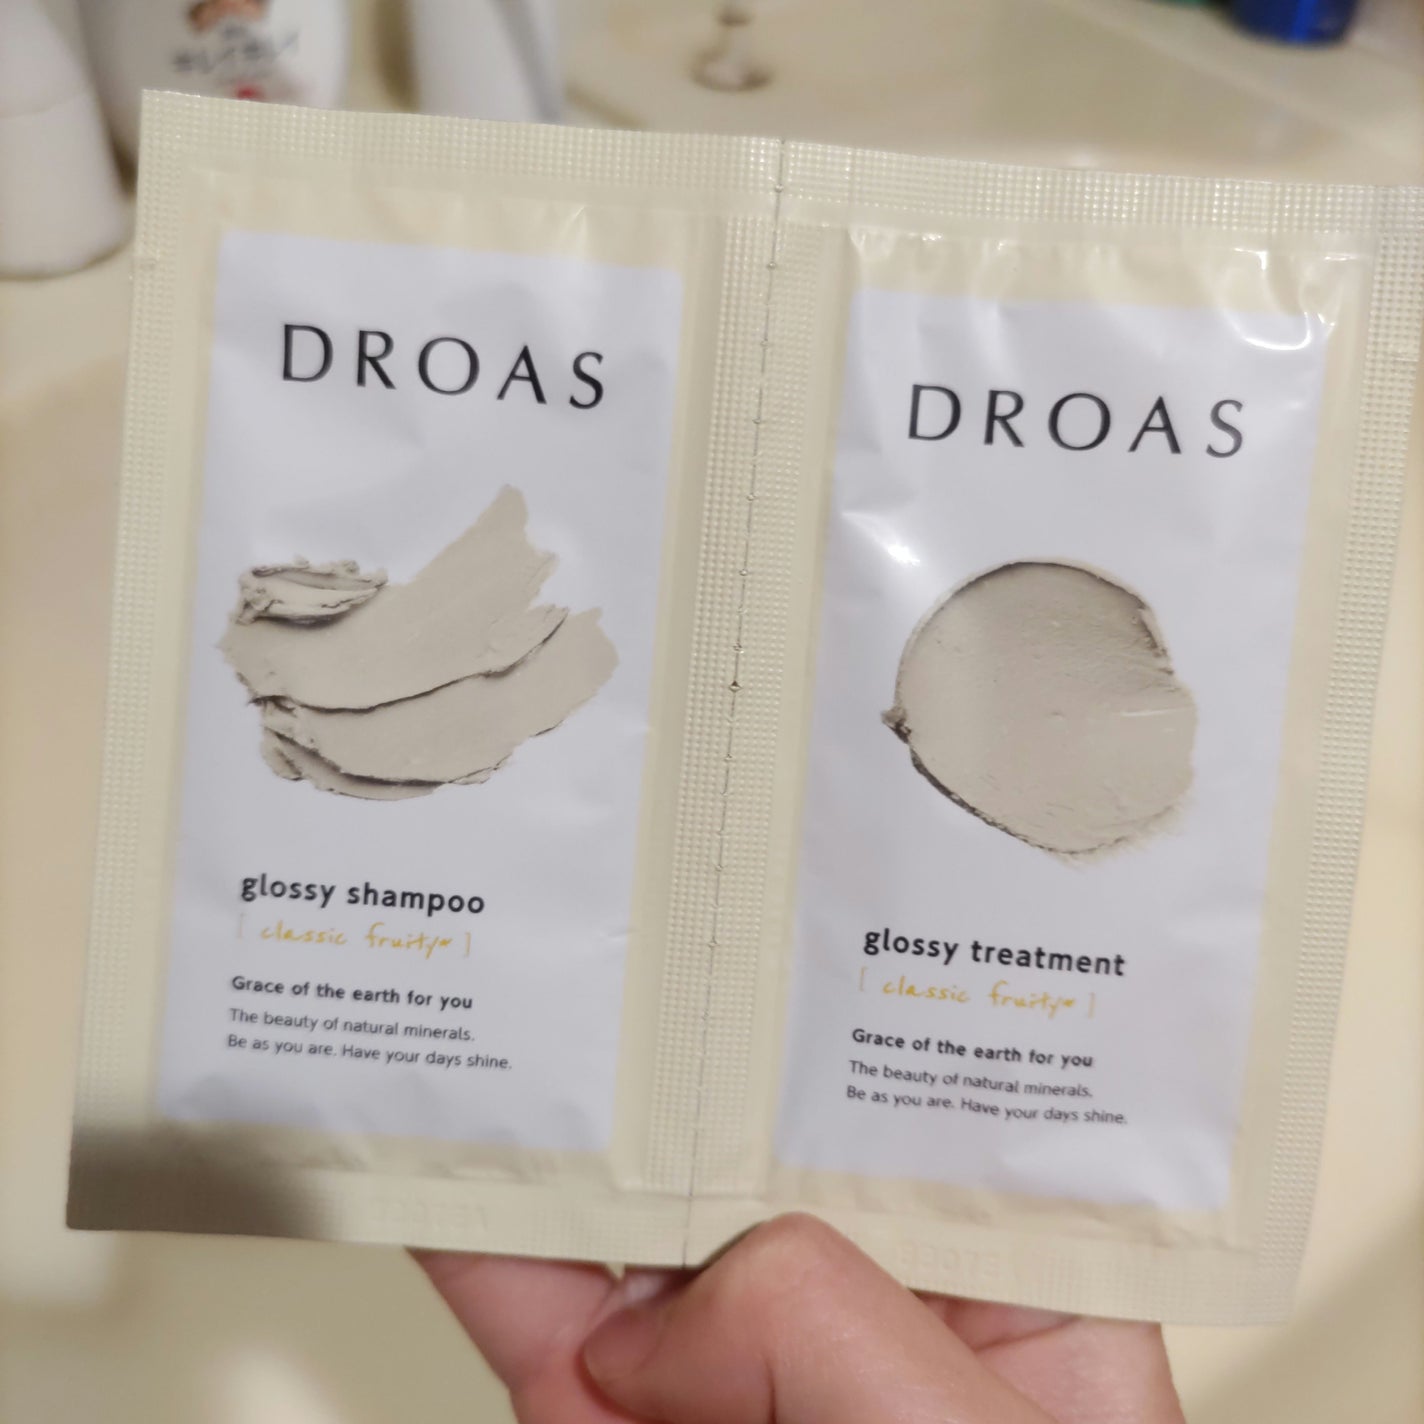 DROAS
glossy shampoo
[ classic fruity* ]
Grace of the earth for you
The beauty of natural minerals.
Be as you are. Have your days shine.
DROAS
glossy treatment
[ classic fruity* ]
Grace of the earth for you
The beauty of natural minerals.
Be as you are. Have your days shine.